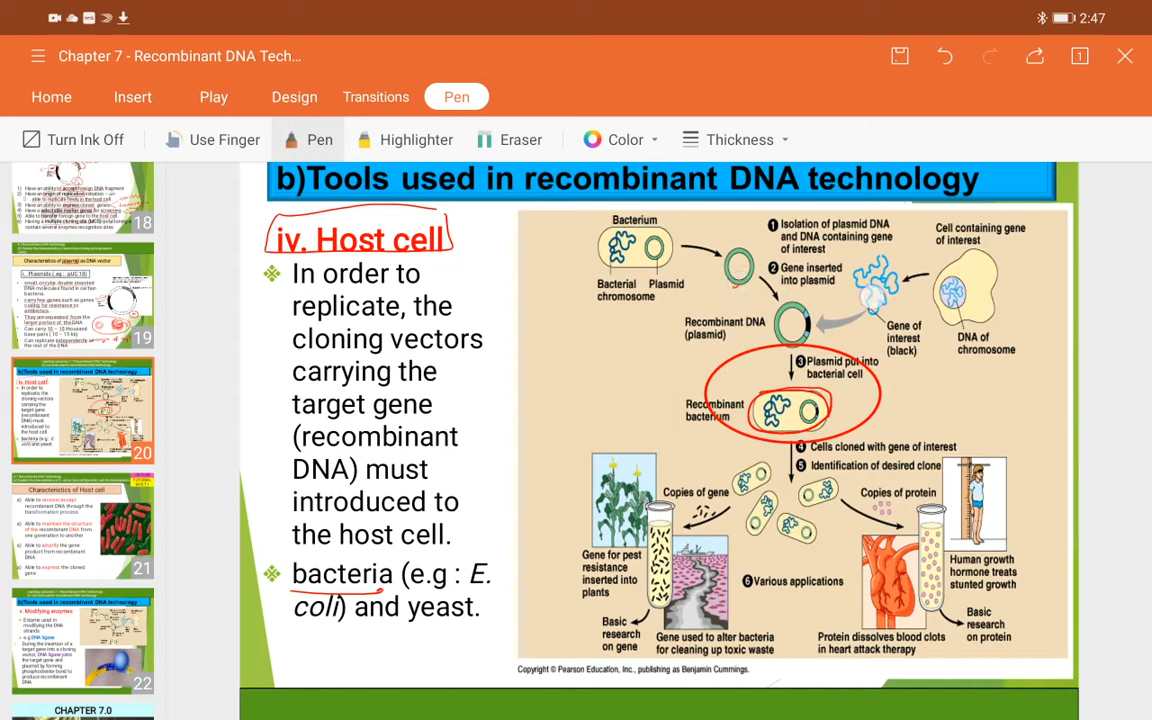 2:47
Chapter 7 - Recombinant DNA Tech...
1
Home
Insert
Play
Design
Transitions
Pen
Turn Ink Off
Use Finger
Pen
Highlighter
Eraser
Color
Thickness
18
19
20
21
22
Characteristics of Host cell
CHAPTER 7.0
b)Tools used in recombinant DNA technology
iv. Host cell
In order to
replicate, the
cloning vectors
carrying the
target gene
(recombinant
DNA) must
introduced to
the host cell.
bacteria (e.g : E.
coli) and yeast.
Bacterium
Bacterial
chromosome
Plasmid
1 Isolation of plasmid DNA
and DNA containing gene
of interest
2 Gene inserted
into plasmid
Cell containing gene
of interest
Recombinant DNA
(plasmid)
Gene of
interest
(black)
DNA of
chromosome
3 Plasmid put into
bacterial cell
Recombinant
bacterium
4 Cells cloned with gene of interest
5 Identification of desired clone
Copies of gene
Copies of protein
Gene for pest
resistance
inserted into
plants
6 Various applications
Human growth
hormone treats
stunted growth
Basic
research
on gene
Gene used to alter bacteria
for cleaning up toxic waste
Protein dissolves blood clots
in heart attack therapy
Basic
research
on protein
Copyright © Pearson Education, Inc., publishing as Benjamin Cummings.